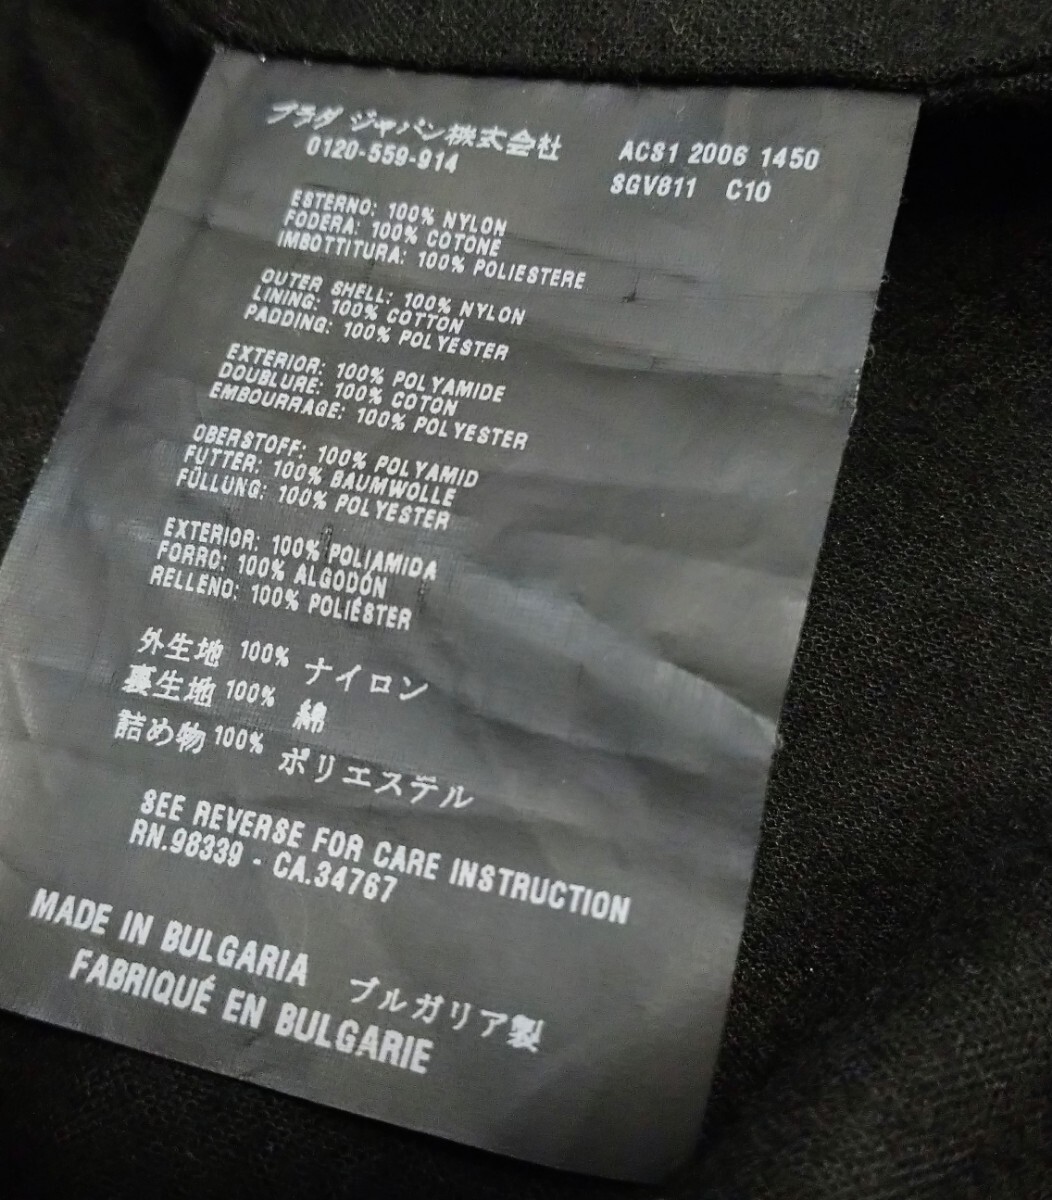 プラダ ジャパン株式会社
0120-559-914
ACS1 2006 1450
SGV811 C10
ESTERNO: 100% NYLON
FODERA: 100% COTONE
IMBOTTITURA: 100% POLIESTERE
OUTER SHELL: 100% NYLON
LINING: 100% COTTON
PADDING: 100% POLYESTER
EXTERIOR: 100% POLYAMIDE
DOUBLURE: 100% COTON
EMBOURRAGE: 100% POLYESTER
OBERSTOFF: 100% POLYAMID
FUTTER: 100% BAUMWOLLE
FÜLLUNG: 100% POLYESTER
EXTERIOR: 100% POLIAMIDA
FORRO: 100% ALGODÓN
RELLENO: 100% POLIÉSTER
外生地 100% ナイロン
裏生地 100% 綿
詰め物 100% ポリエステル
SEE REVERSE FOR CARE INSTRUCTION
RN.98339 - CA.34767
MADE IN BULGARIA ブルガリア製
FABRIQUÉ EN BULGARIE